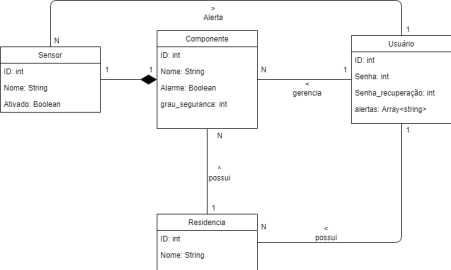 >
Alerta
N
1
Sensor
ID: int
Nome: String
Ativado: Boolean
1
1
Componente
ID: int
Nome: String
Alarme: Boolean
grau_seguranca: int
N
1
<
gerencia
Usuário
ID: int
Senha: int
Senha_recuperação: int
alertas: Array<string>
N
1
^
possui
1
Residencia
ID: int
Nome: String
N
<
possui